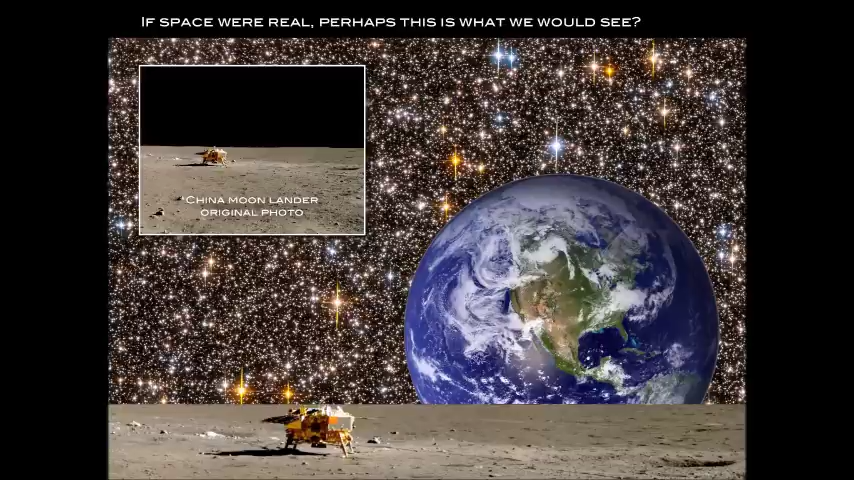 If space were real, perhaps this is what we would see?
*China moon lander
original photo